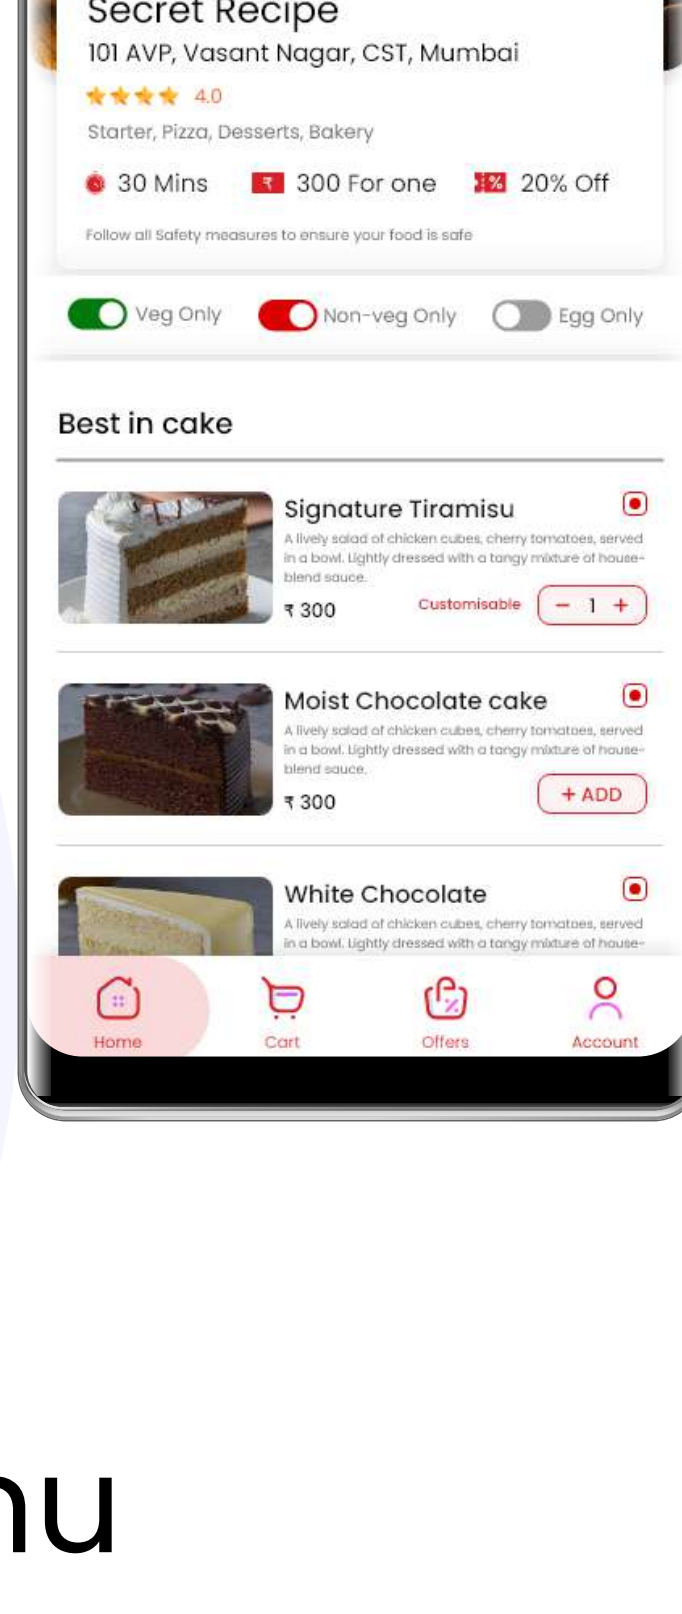 Secret Recipe
101 AVP, Vasant Nagar, CST, Mumbai
4.0
Starter, Pizza, Desserts, Bakery
30 Mins ₹ 300 For one % 20% Off
Follow all Safety measures to ensure your food is safe
Veg Only Non-veg Only Egg Only
Best in cake
Signature Tiramisu
A lively salad of chicken cubes, cherry tomatoes, served
in a bowl. Lightly dressed with a tangy mixture of house-
blend sauce.
₹ 300 Customisable − 1 +
Moist Chocolate cake
A lively salad of chicken cubes, cherry tomatoes, served
in a bowl. Lightly dressed with a tangy mixture of house-
blend sauce.
₹ 300 + ADD
White Chocolate
A lively salad of chicken cubes, cherry tomatoes, served
in a bowl. Lightly dressed with a tangy mixture of house-
Home Cart Offers Account
nu